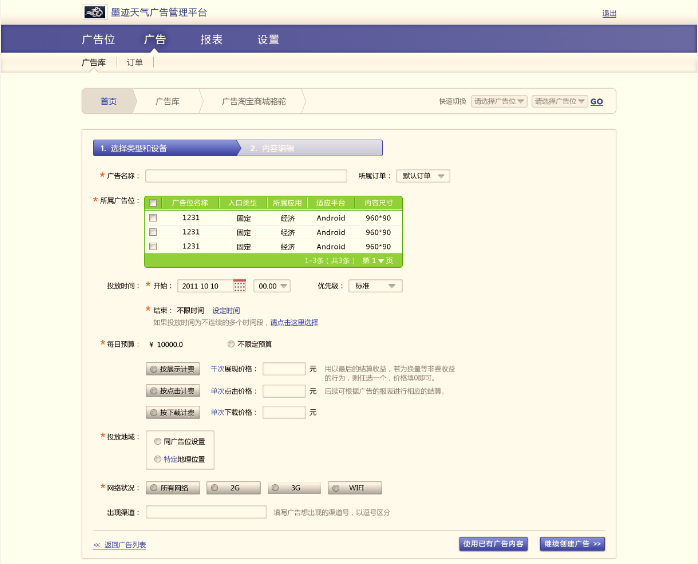 墨迹天气广告管理平台
退出
广告位 广告 报表 设置
广告库 订单
首页 广告库 广告淘宝商城骆驼 快速切换 请选择广告位 请选择广告位 GO
1. 选择类型和设备 2. 内容编辑
* 广告名称： 所属订单： 默认订单
* 所属广告位： 广告位名称 入口类型 所属应用 适应平台 内容尺寸
1231 固定 经济 Android 960*90
1231 固定 经济 Android 960*90
1231 固定 经济 Android 960*90
1-3条（共3条） 第 1 页
投放时间： * 开始： 2011 10 10 00.00 优先级： 标准
* 结束： 不限时间 设定时间
如果投放时间为不连续的多个时间段，请点击这里选择
* 每日预算： ¥ 10000.0 不限定预算
按展示计费 千次展现价格： 元 用以最后的结算收益，若为换量等非要收益
的行为，则任选一个，价格填0即可。
按点击计费 单次点击价格： 元 后续可根据广告的报表进行相应的结算。
按下载计费 单次下载价格： 元
* 投放地域： 同广告位设置
特定地理位置
* 网络状况： 所有网络 2G 3G WIFI
出现渠道： 填写广告想出现的渠道号，以逗号区分
<< 返回广告列表 使用已有广告内容 继续创建广告 >>